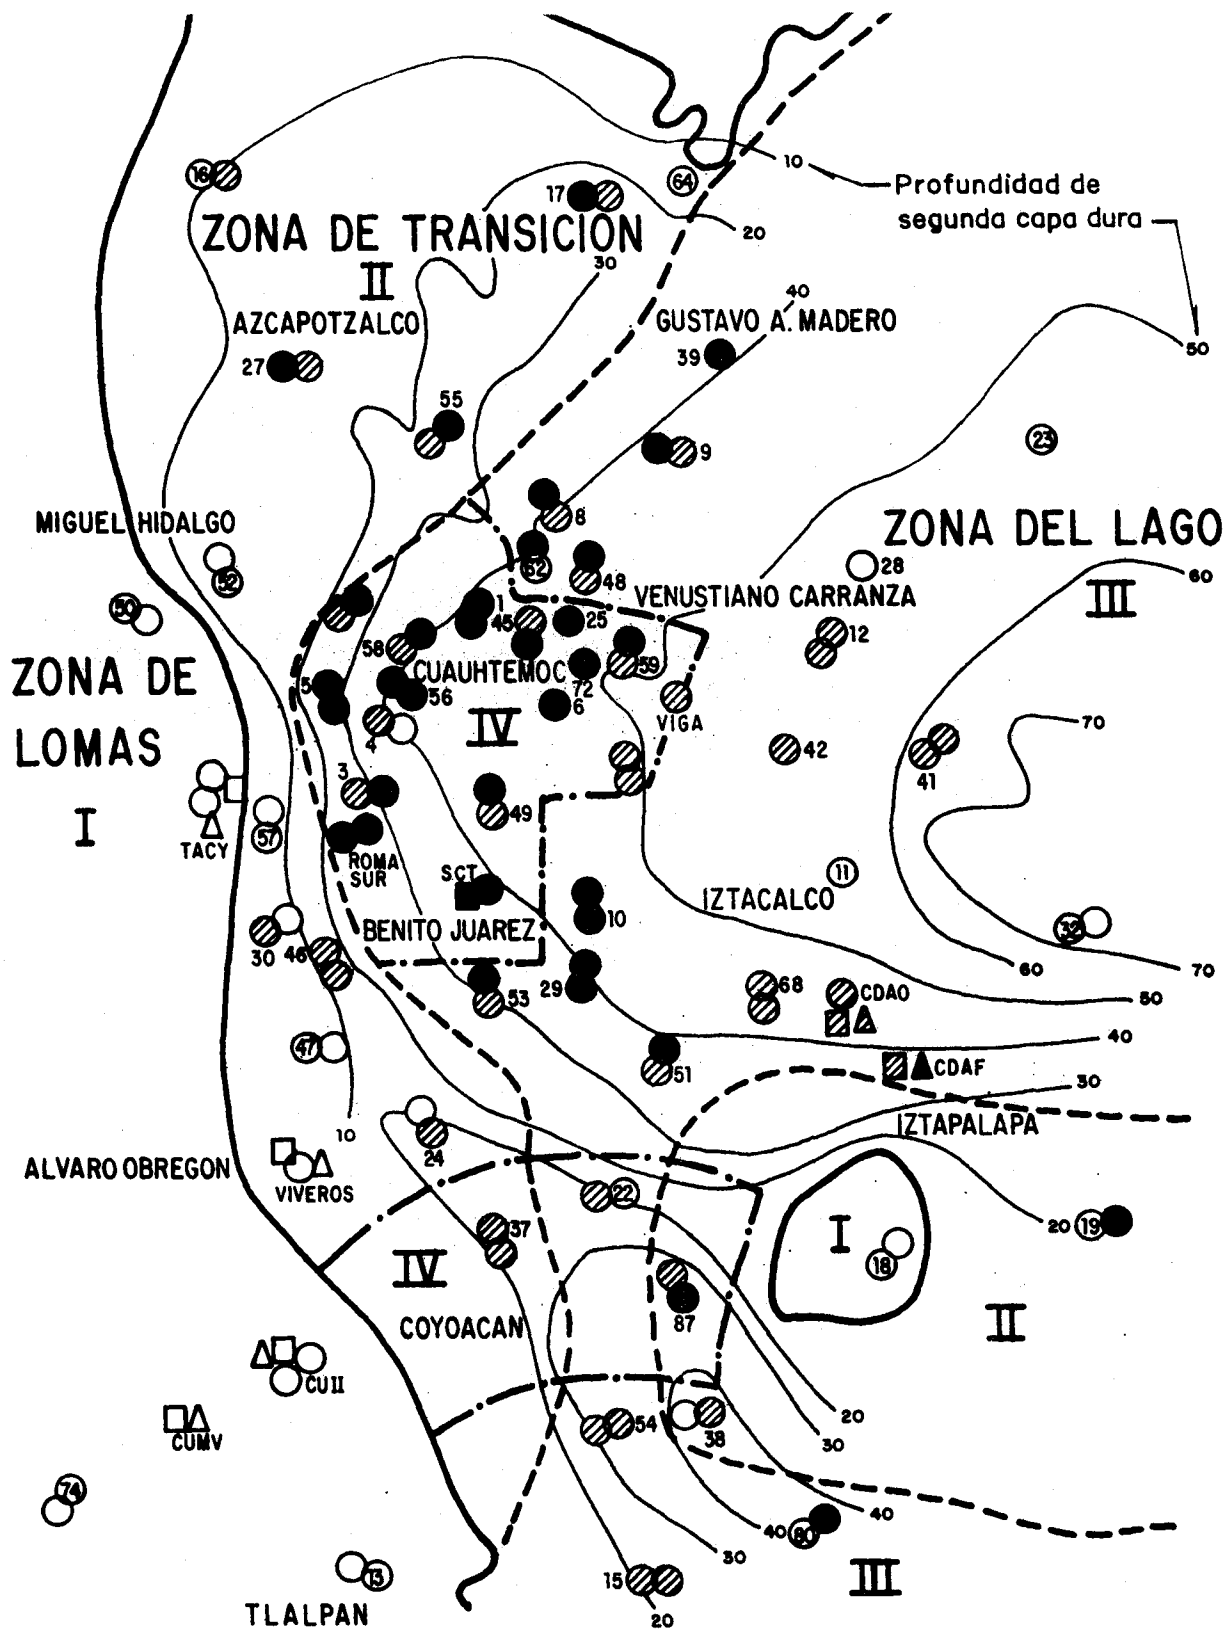 10
Profundidad de
segunda capa dura
16
17
64
ZONA DE TRANSICIÓN
20
II
30
40
AZCAPOTZALCO
GUSTAVO A. MADERO
50
27
39
55
9
23
8
MIGUEL HIDALGO
ZONA DEL LAGO
62
28
60
52
48
III
VENUSTIANO CARRANZA
50
1
45
25
12
58
59
ZONA DE
LOMAS
CUAUHTEMOC
5
56
72
6
4
IV
VIGA
42
70
41
3
I
TACY
57
49
ROMA
SUR
SCT
11
IZTACALCO
10
BENITO JUAREZ
32
30
46
60
70
29
53
68
CDAO
50
47
40
51
CDAF
30
10
IZTAPALAPA
24
ALVARO OBREGON
VIVEROS
22
20
19
37
I
18
IV
87
II
COYOACAN
CU II
20
54
38
CUMV
30
74
40
40
80
30
13
15
III
TLALPAN
20